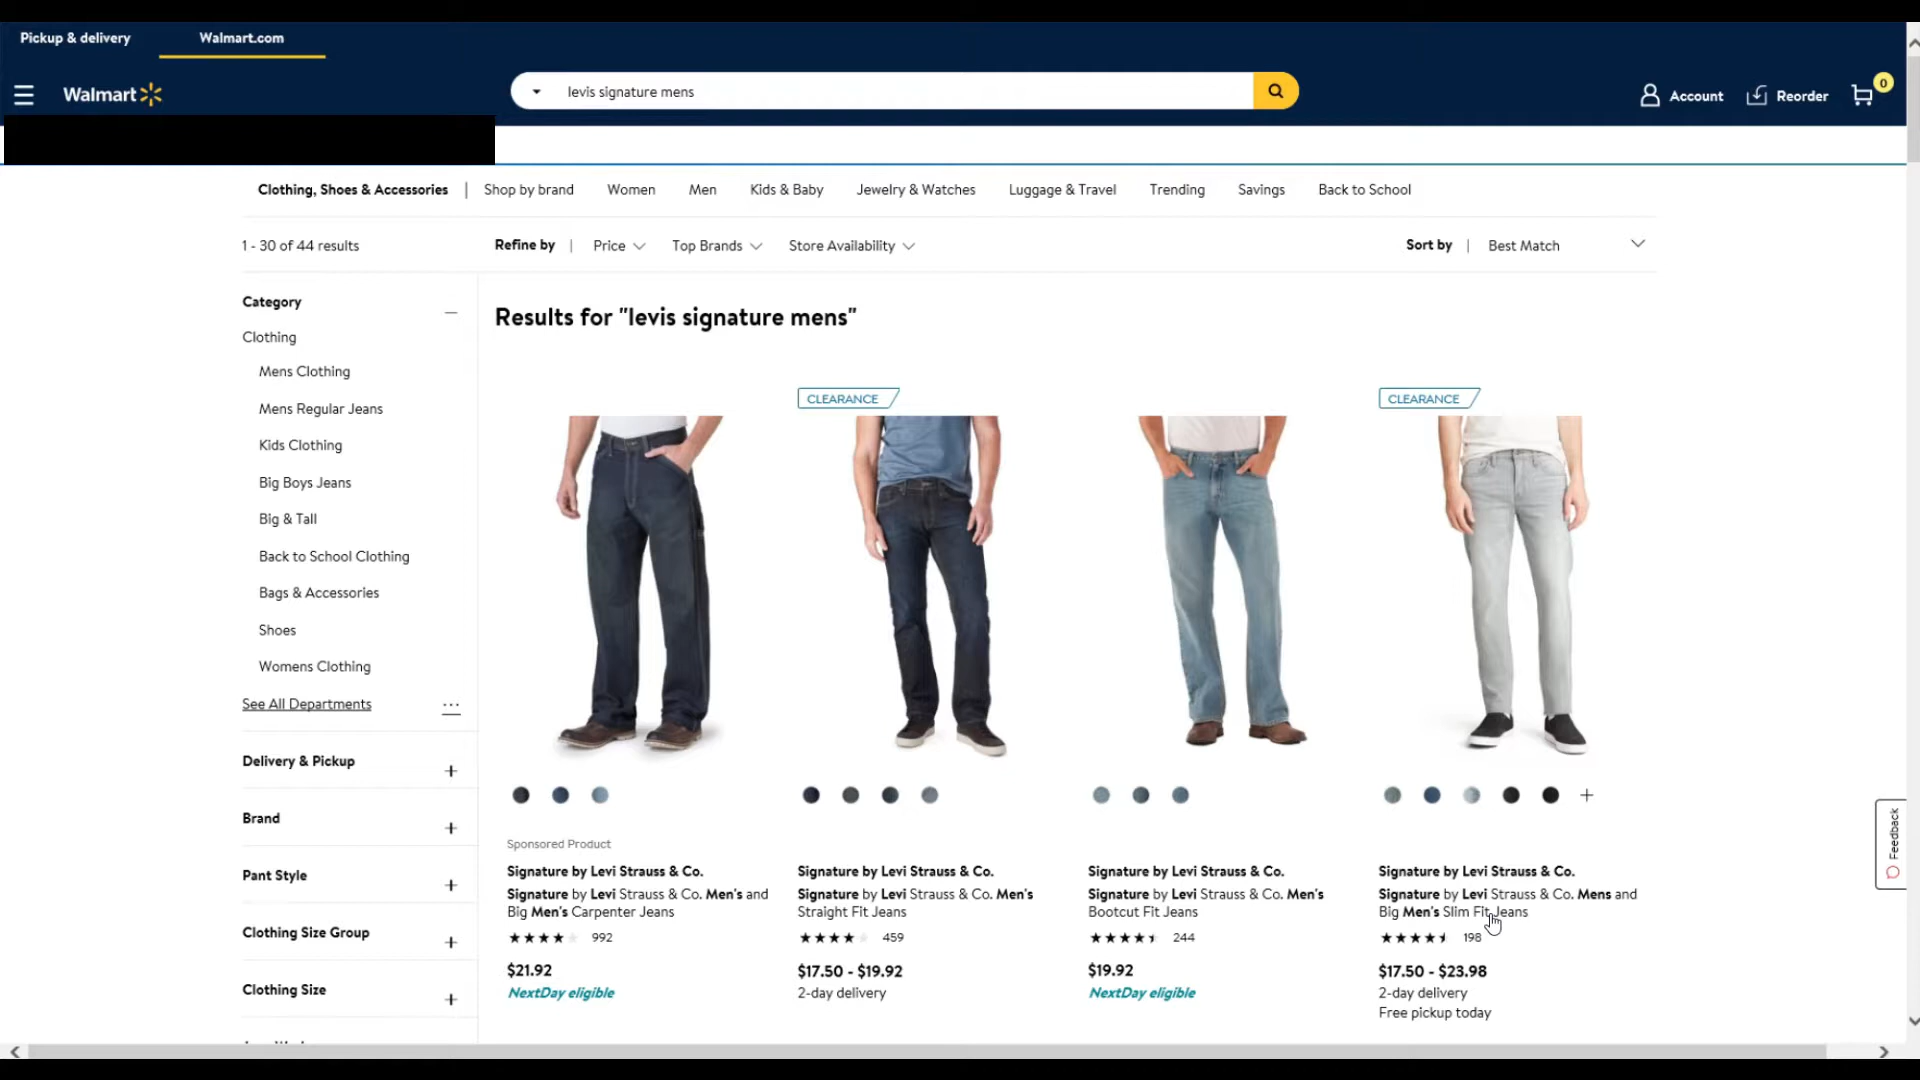 Pickup & delivery
Walmart.com
Walmart
levis signature mens
Account
Reorder
0
Clothing, Shoes & Accessories | Shop by brand Women Men Kids & Baby Jewelry & Watches Luggage & Travel Trending Savings Back to School
1 - 30 of 44 results
Refine by | Price Top Brands Store Availability
Sort by | Best Match
Category
Clothing
Mens Clothing
Mens Regular Jeans
Kids Clothing
Big Boys Jeans
Big & Tall
Back to School Clothing
Bags & Accessories
Shoes
Womens Clothing
See All Departments
...
Delivery & Pickup
Brand
Pant Style
Clothing Size Group
Clothing Size
Results for "levis signature mens"
Sponsored Product
Signature by Levi Strauss & Co.
Signature by Levi Strauss & Co. Men's and
Big Men's Carpenter Jeans
992
$21.92
NextDay eligible
CLEARANCE
Signature by Levi Strauss & Co.
Signature by Levi Strauss & Co. Men's
Straight Fit Jeans
459
$17.50 - $19.92
2-day delivery
Signature by Levi Strauss & Co.
Signature by Levi Strauss & Co. Men's
Bootcut Fit Jeans
244
$19.92
NextDay eligible
CLEARANCE
Signature by Levi Strauss & Co.
Signature by Levi Strauss & Co. Mens and
Big Men's Slim Fit Jeans
198
$17.50 - $23.98
2-day delivery
Free pickup today
Feedback